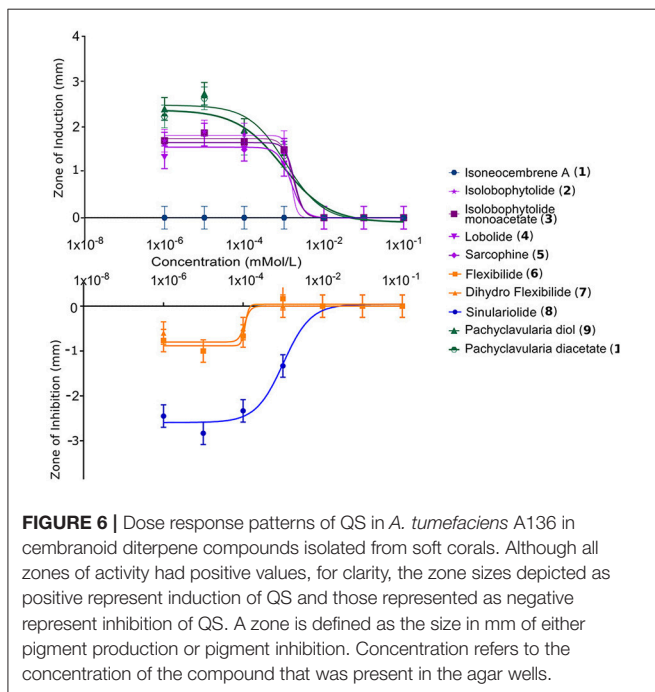 4
3
2
1
0
Zone of Induction (mm)
1x10-8
1x10-6
1x10-4
1x10-2
1x10-1
Concentration (mMol/L)
1x10-8
1x10-6
1x10-4
1x10-2
1x10-1
0
-1
-2
-3
Zone of Inhibition (mm)
Isoneocembrene A (1)
Isolobophytolide (2)
Isolobophytolide
monoacetate (3)
Lobolide (4)
Sarcophine (5)
Flexibilide (6)
Dihydro Flexibilide (7)
Sinulariolide (8)
Pachyclavularia diol (9)
Pachyclavularia diacetate (1
FIGURE 6 | Dose response patterns of QS in A. tumefaciens A136 in
cembranoid diterpene compounds isolated from soft corals. Although all
zones of activity had positive values, for clarity, the zone sizes depicted as
positive represent induction of QS and those represented as negative
represent inhibition of QS. A zone is defined as the size in mm of either
pigment production or pigment inhibition. Concentration refers to the
concentration of the compound that was present in the agar wells.